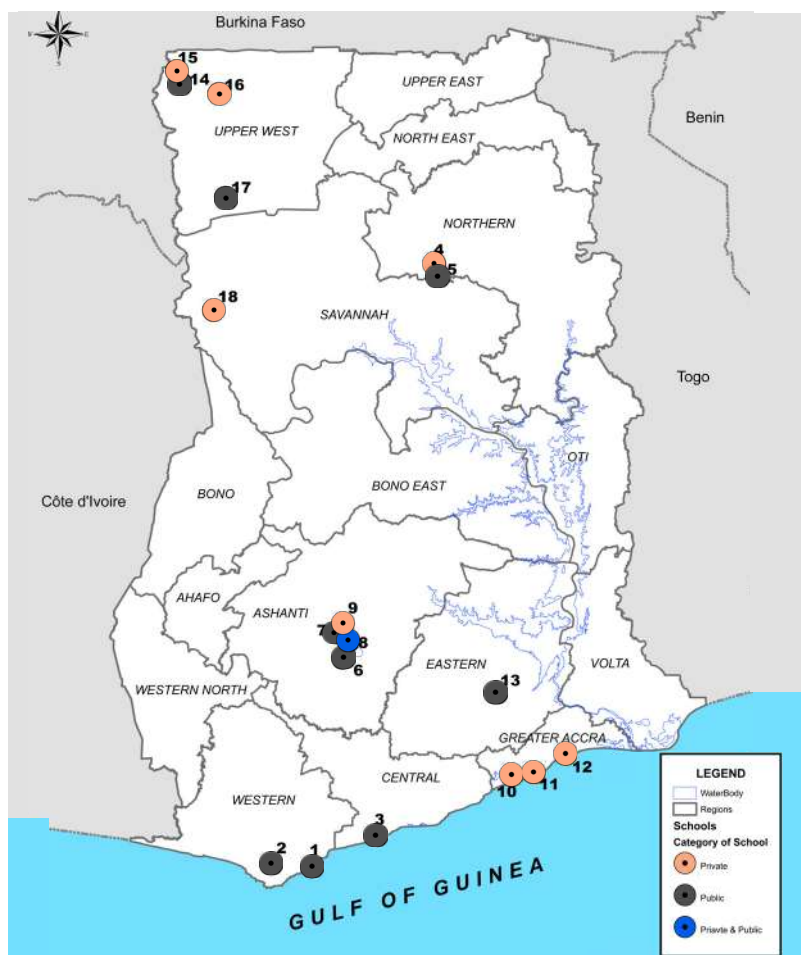 Burkina Faso
N
W
E
S
15
14
16
UPPER EAST
UPPER WEST
NORTH EAST
Benin
17
NORTHERN
4
5
18
SAVANNAH
Togo
OTI
BONO
BONO EAST
Côte d'Ivoire
AHAFO
ASHANTI
9
7
8
6
EASTERN
VOLTA
13
WESTERN NORTH
GREATER ACCRA
12
CENTRAL
10
11
WESTERN
3
2
1
GULF OF GUINEA
LEGEND
WaterBody
Regions
Schools
Category of School
Private
Public
Priavte & Public